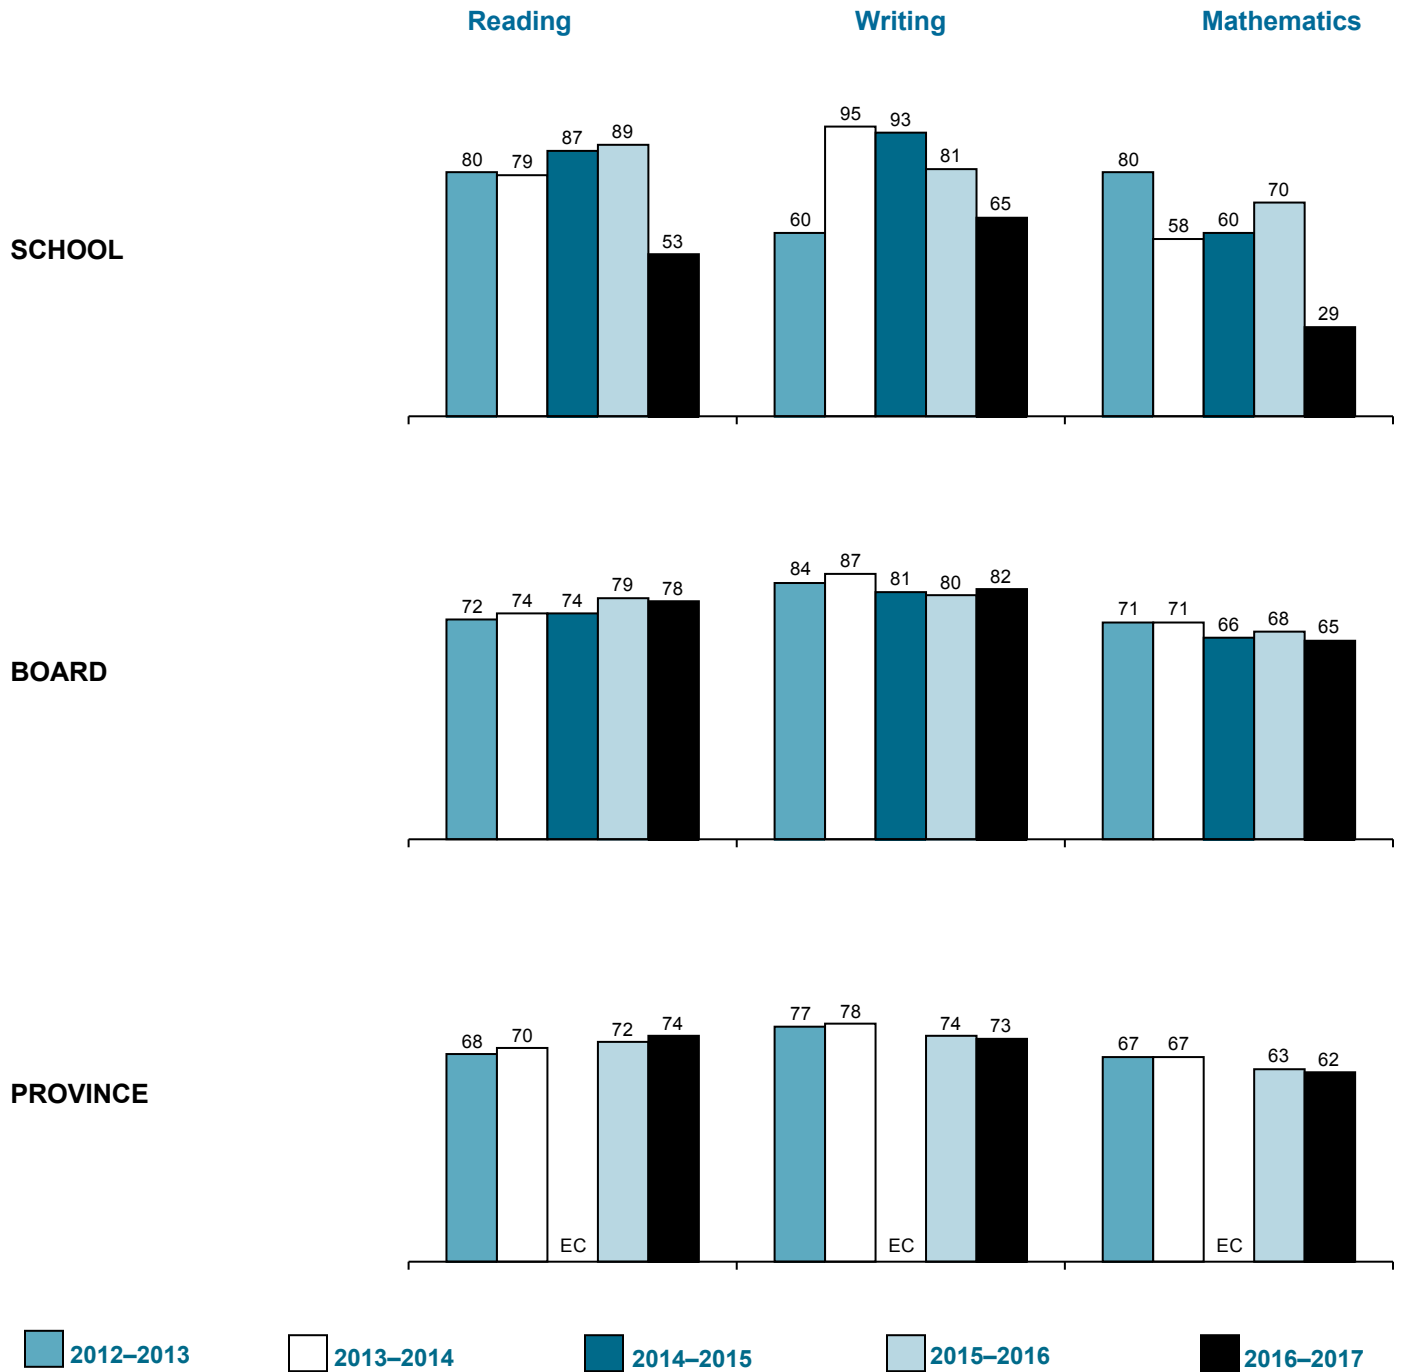 Reading Writing Mathematics
SCHOOL
80 79 87 89 53
60 95 93 81 65
80 58 60 70 29
BOARD
72 74 74 79 78
84 87 81 80 82
71 71 66 68 65
PROVINCE
68 70 EC 72 74
77 78 EC 74 73
67 67 EC 63 62
2012–2013 2013–2014 2014–2015 2015–2016 2016–2017